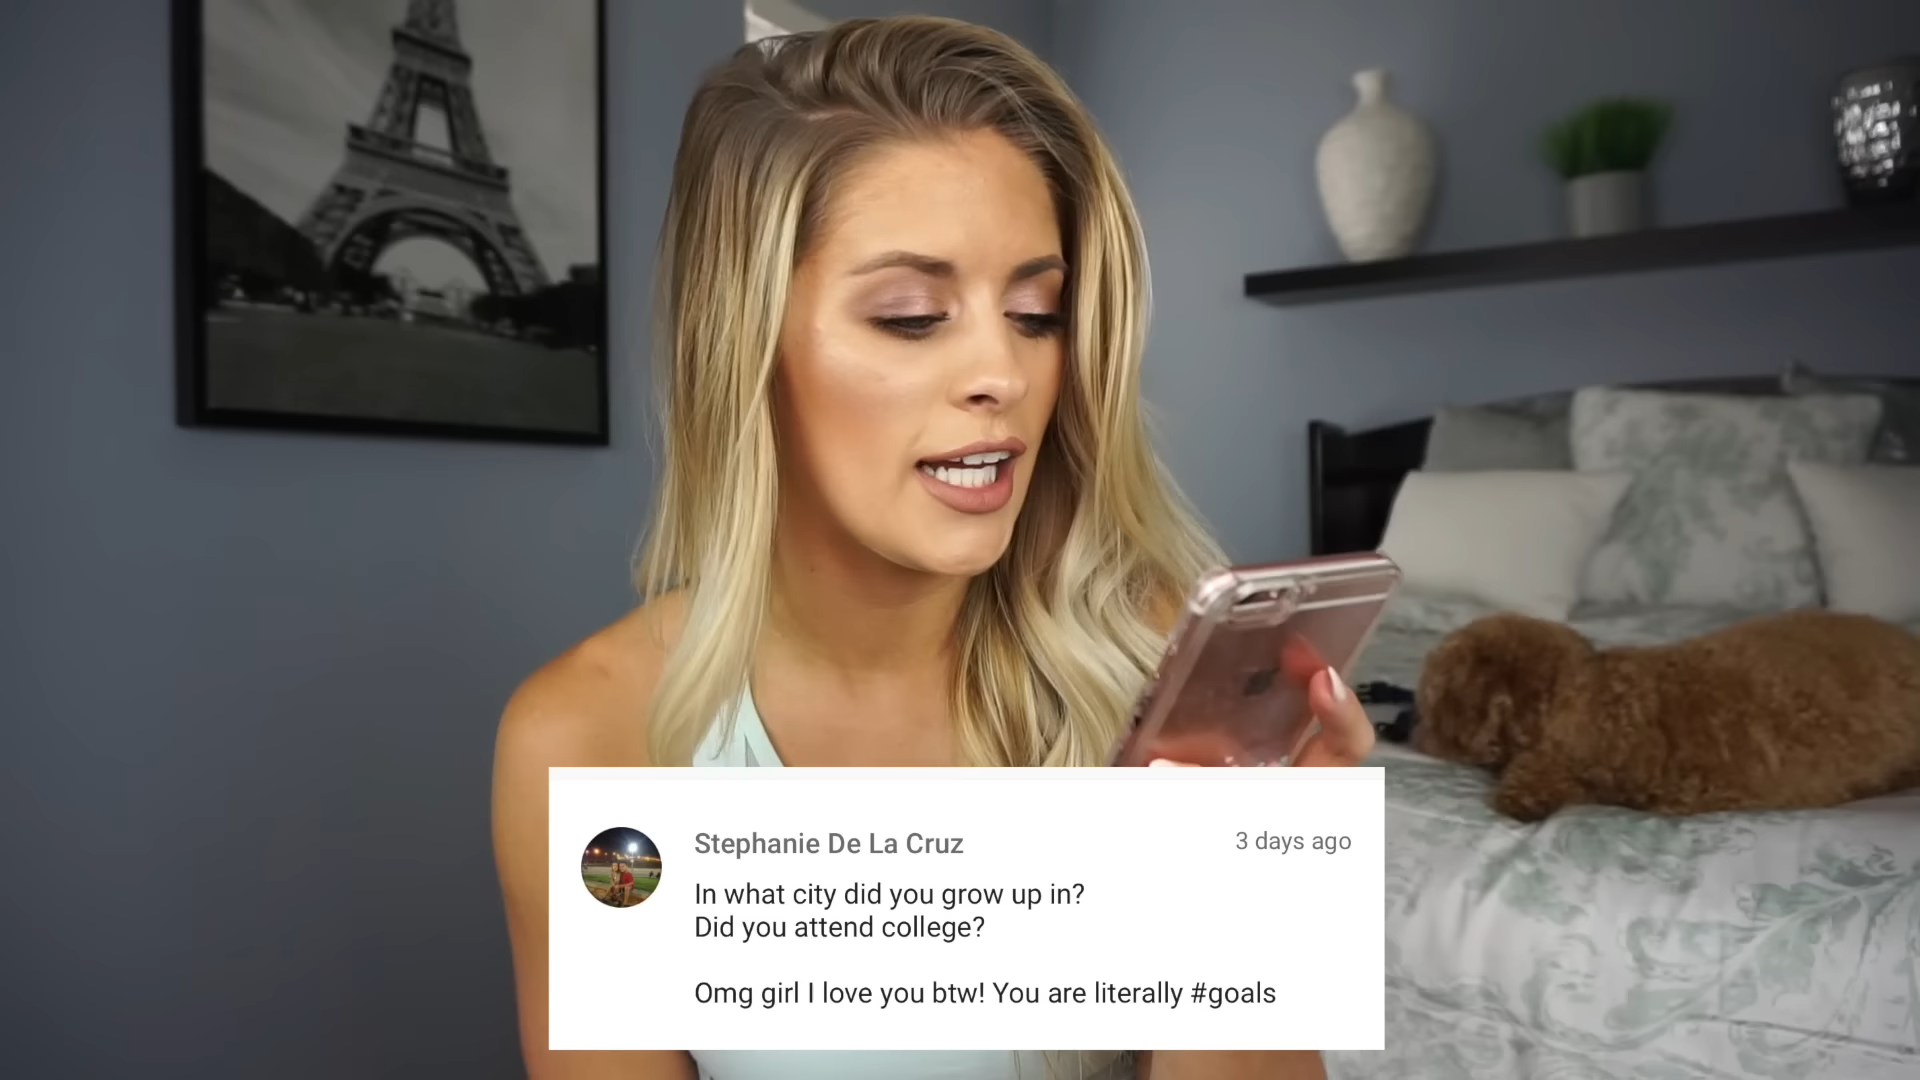 Stephanie De La Cruz 3 days ago
In what city did you grow up in?
Did you attend college?
Omg girl I love you btw! You are literally #goals